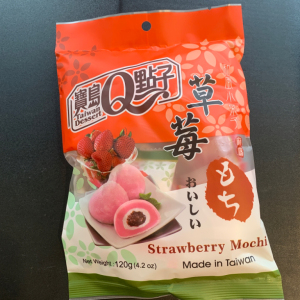 寶島
Q點子
Taiwan
Dessert
草莓
もち
おいしい
Strawberry Mochi
Net Weight: 120g (4.2 oz)
Made in Taiwan